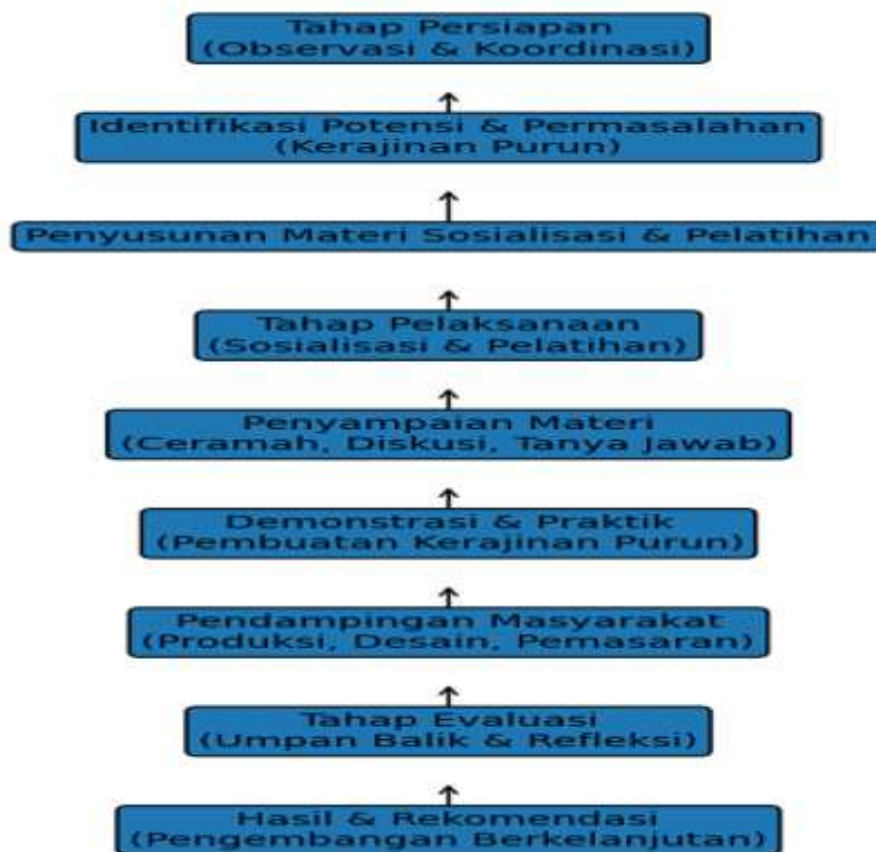 Tahap Persiapan
(Observasi & Koordinasi)
Identifikasi Potensi & Permasalahan
(Kerajinan Purun)
Penyusunan Materi Sosialisasi & Pelatihan
Tahap Pelaksanaan
(Sosialisasi & Pelatihan)
Penyampaian Materi
(Ceramah, Diskusi, Tanya Jawab)
Demonstrasi & Praktik
(Pembuatan Kerajinan Purun)
Pendampingan Masyarakat
(Produksi, Desain, Pemasaran)
Tahap Evaluasi
(Umpan Balik & Refleksi)
Hasil & Rekomendasi
(Pengembangan Berkelanjutan)